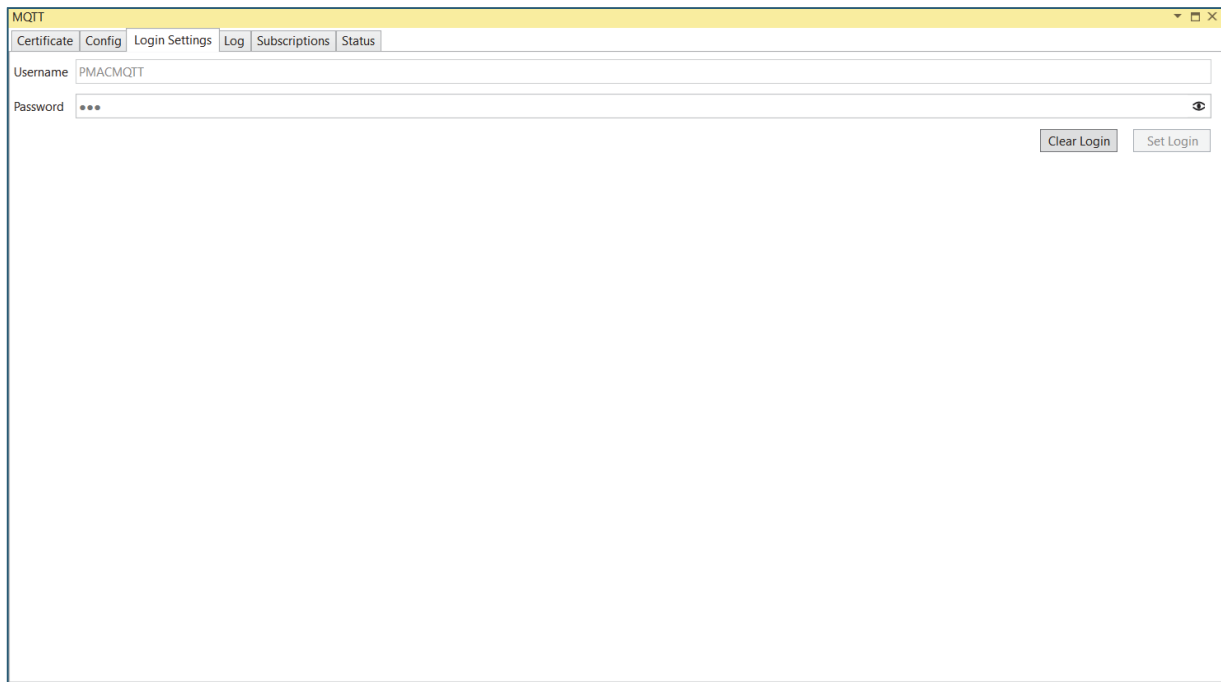 MQTT
Certificate Config Login Settings Log Subscriptions Status
Username PMACMQTT
Password •••
Clear Login Set Login